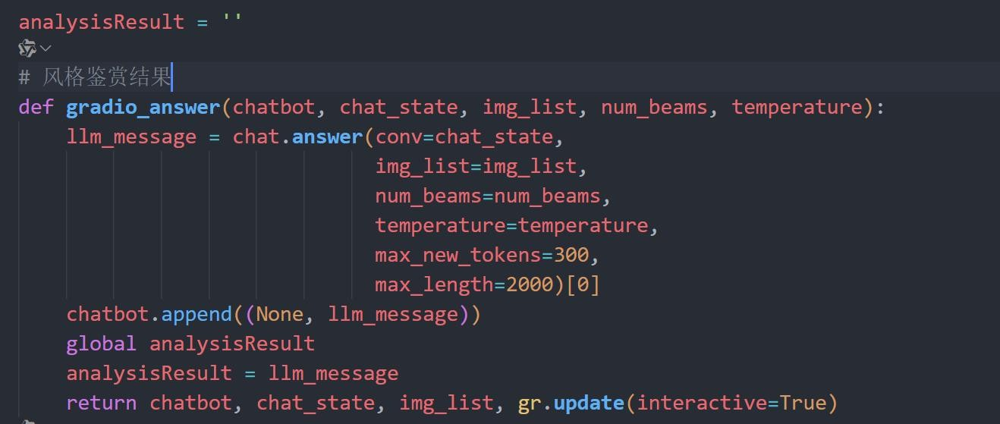 analysisResult = ''
# 风格鉴赏结果
def gradio_answer(chatbot, chat_state, img_list, num_beams, temperature):
    llm_message = chat.answer(conv=chat_state,
                              img_list=img_list,
                              num_beams=num_beams,
                              temperature=temperature,
                              max_new_tokens=300,
                              max_length=2000)[0]
    chatbot.append((None, llm_message))
    global analysisResult
    analysisResult = llm_message
    return chatbot, chat_state, img_list, gr.update(interactive=True)